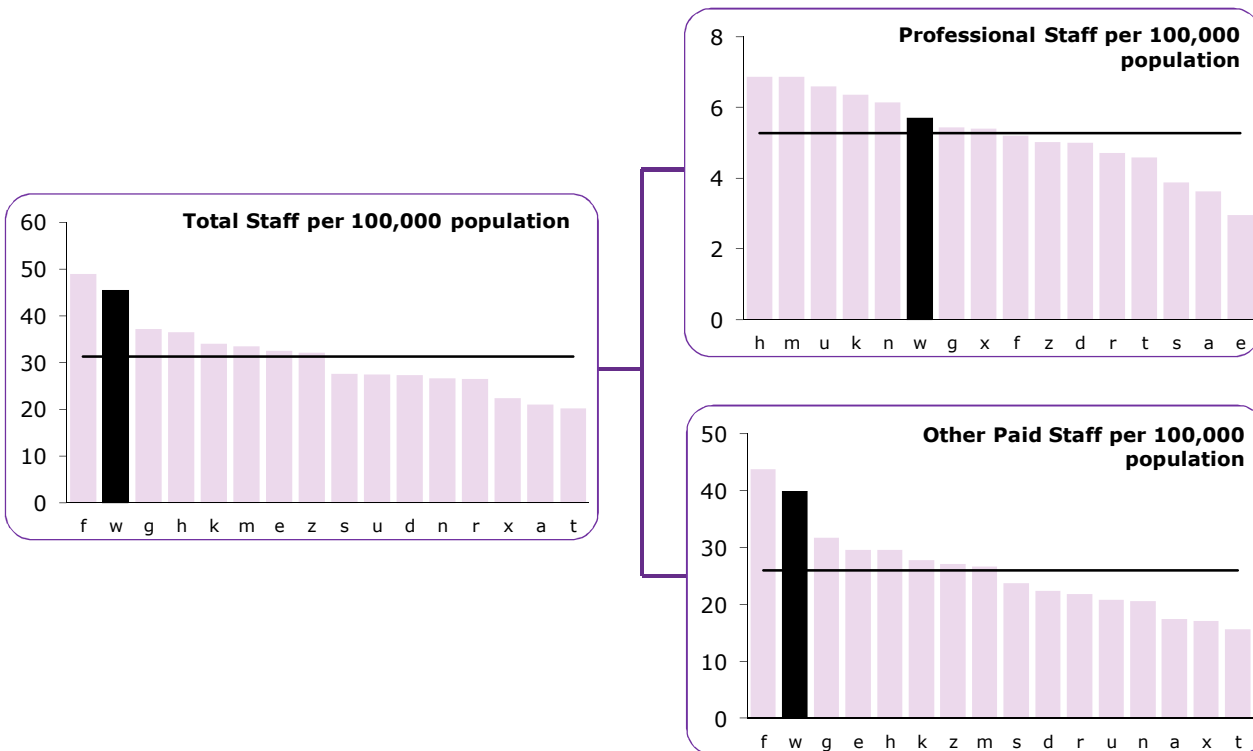 Total Staff per 100,000 population
60
50
40
30
20
10
0
f w g h k m e z s u d n r x a t
Professional Staff per 100,000
population
8
6
4
2
0
h m u k n w g x f z d r t s a e
Other Paid Staff per 100,000
population
50
40
30
20
10
0
f w g e h k z m s d r u n a x t